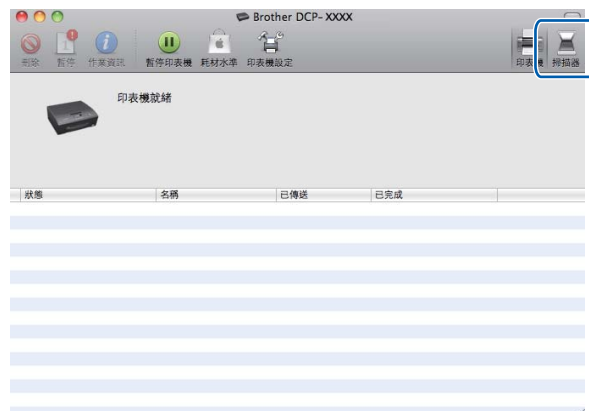 Brother DCP- XXXX
刪除 暫停 作業資訊 暫停印表機 耗材水準 印表機設定 印表機 掃描器
印表機就緒
狀態 名稱 已傳送 已完成